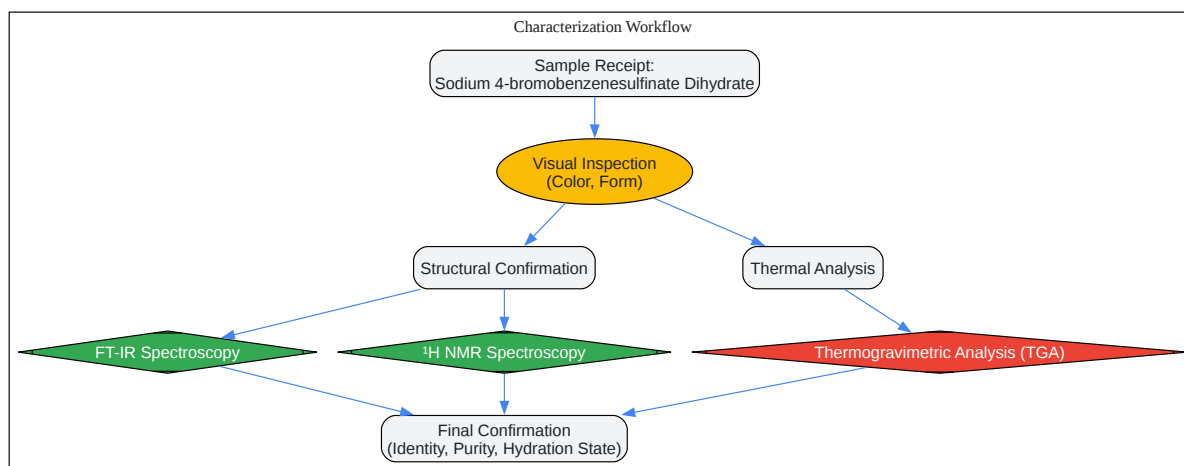 Characterization Workflow
Sample Receipt:
Sodium 4-bromobenzenesulfinate Dihydrate
Visual Inspection
(Color, Form)
Structural Confirmation
Thermal Analysis
FT-IR Spectroscopy
¹H NMR Spectroscopy
Thermogravimetric Analysis (TGA)
Final Confirmation
(Identity, Purity, Hydration State)